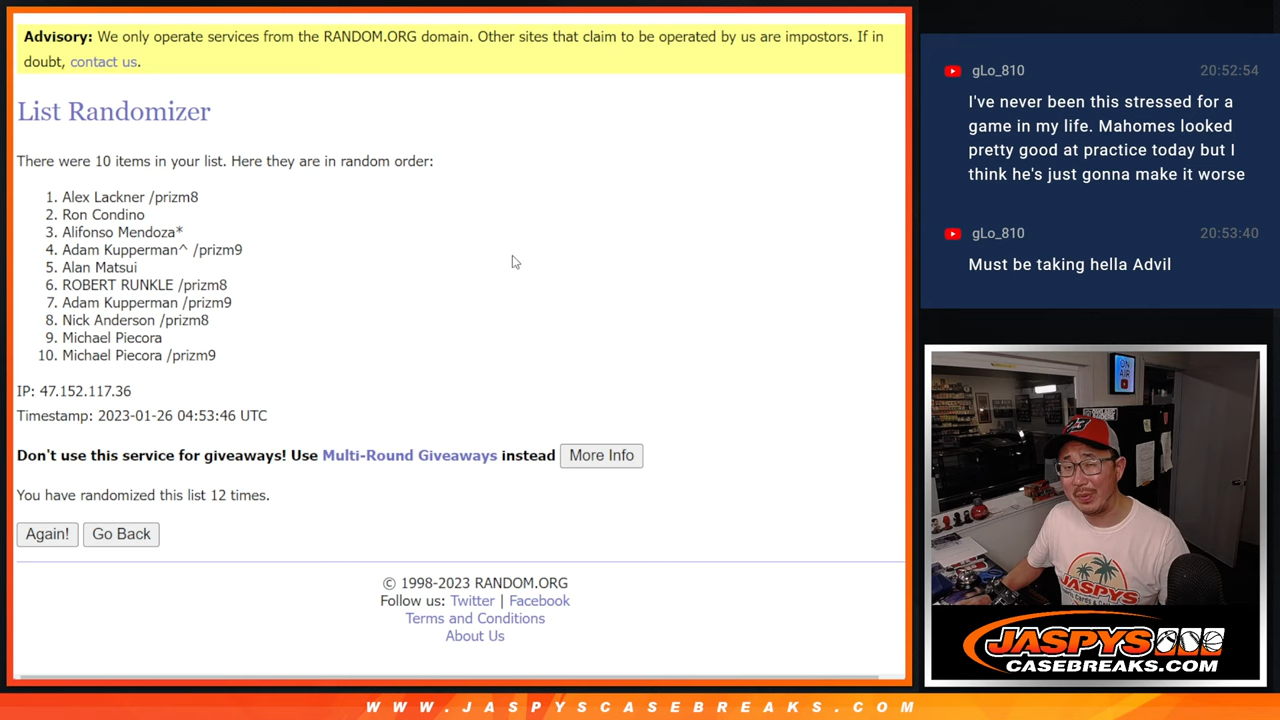 Advisory: We only operate services from the RANDOM.ORG domain. Other sites that claim to be operated by us are impostors. If in
doubt, contact us.
List Randomizer
There were 10 items in your list. Here they are in random order:
1. Alex Lackner /prizm8
2. Ron Condino
3. Alifonso Mendoza*
4. Adam Kupperman^ /prizm9
5. Alan Matsui
6. ROBERT RUNKLE /prizm8
7. Adam Kupperman /prizm9
8. Nick Anderson /prizm8
9. Michael Piecora
10. Michael Piecora /prizm9
IP: 47.152.117.36
Timestamp: 2023-01-26 04:53:46 UTC
Don't use this service for giveaways! Use Multi-Round Giveaways instead More Info
You have randomized this list 12 times.
Again! Go Back
© 1998-2023 RANDOM.ORG
Follow us: Twitter | Facebook
Terms and Conditions
About Us
gLo_810 20:52:54
I've never been this stressed for a
game in my life. Mahomes looked
pretty good at practice today but I
think he's just gonna make it worse
gLo_810 20:53:40
Must be taking hella Advil
ON
AIR
JASPYS
JASPYS
CASEBREAKS.COM
WWW.JASPYSCASEBREAKS.COM